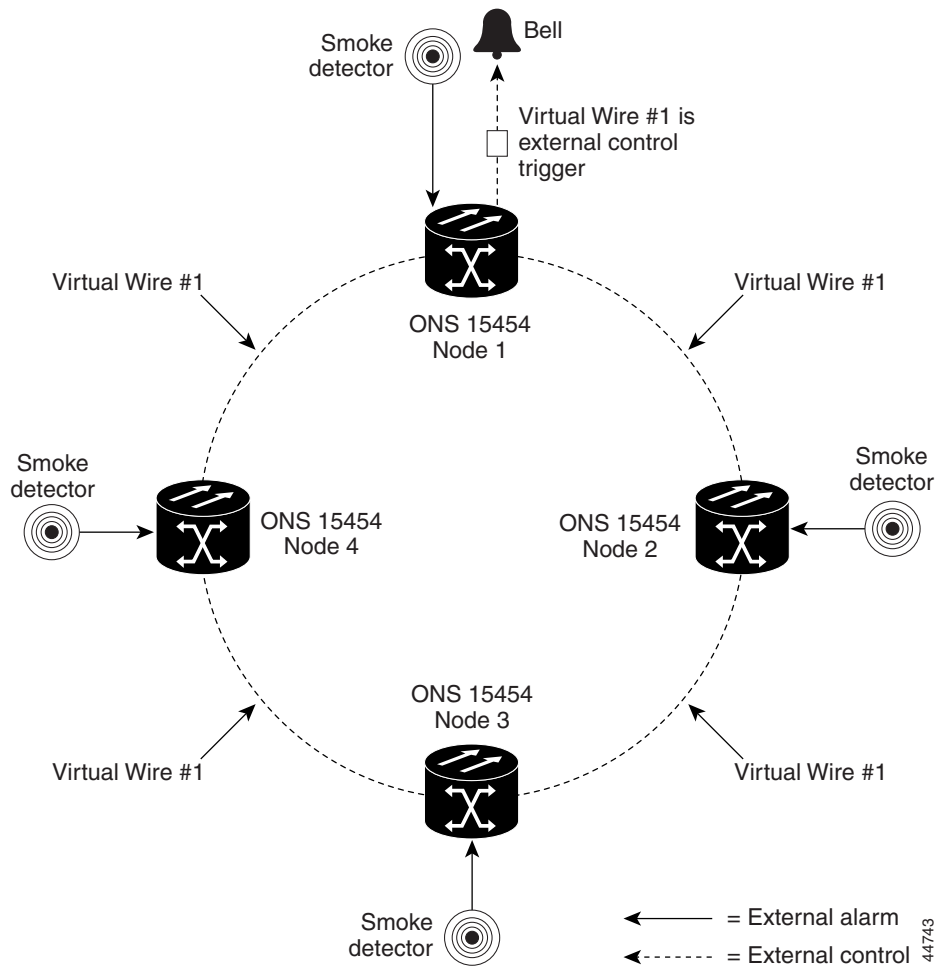 Smoke
detector
Bell
Virtual Wire #1 is
external control
trigger
Virtual Wire #1
Virtual Wire #1
ONS 15454
Node 1
Smoke
detector
ONS 15454
Node 4
ONS 15454
Node 2
Smoke
detector
ONS 15454
Node 3
Virtual Wire #1
Virtual Wire #1
Smoke
detector
= External alarm
= External control
44743